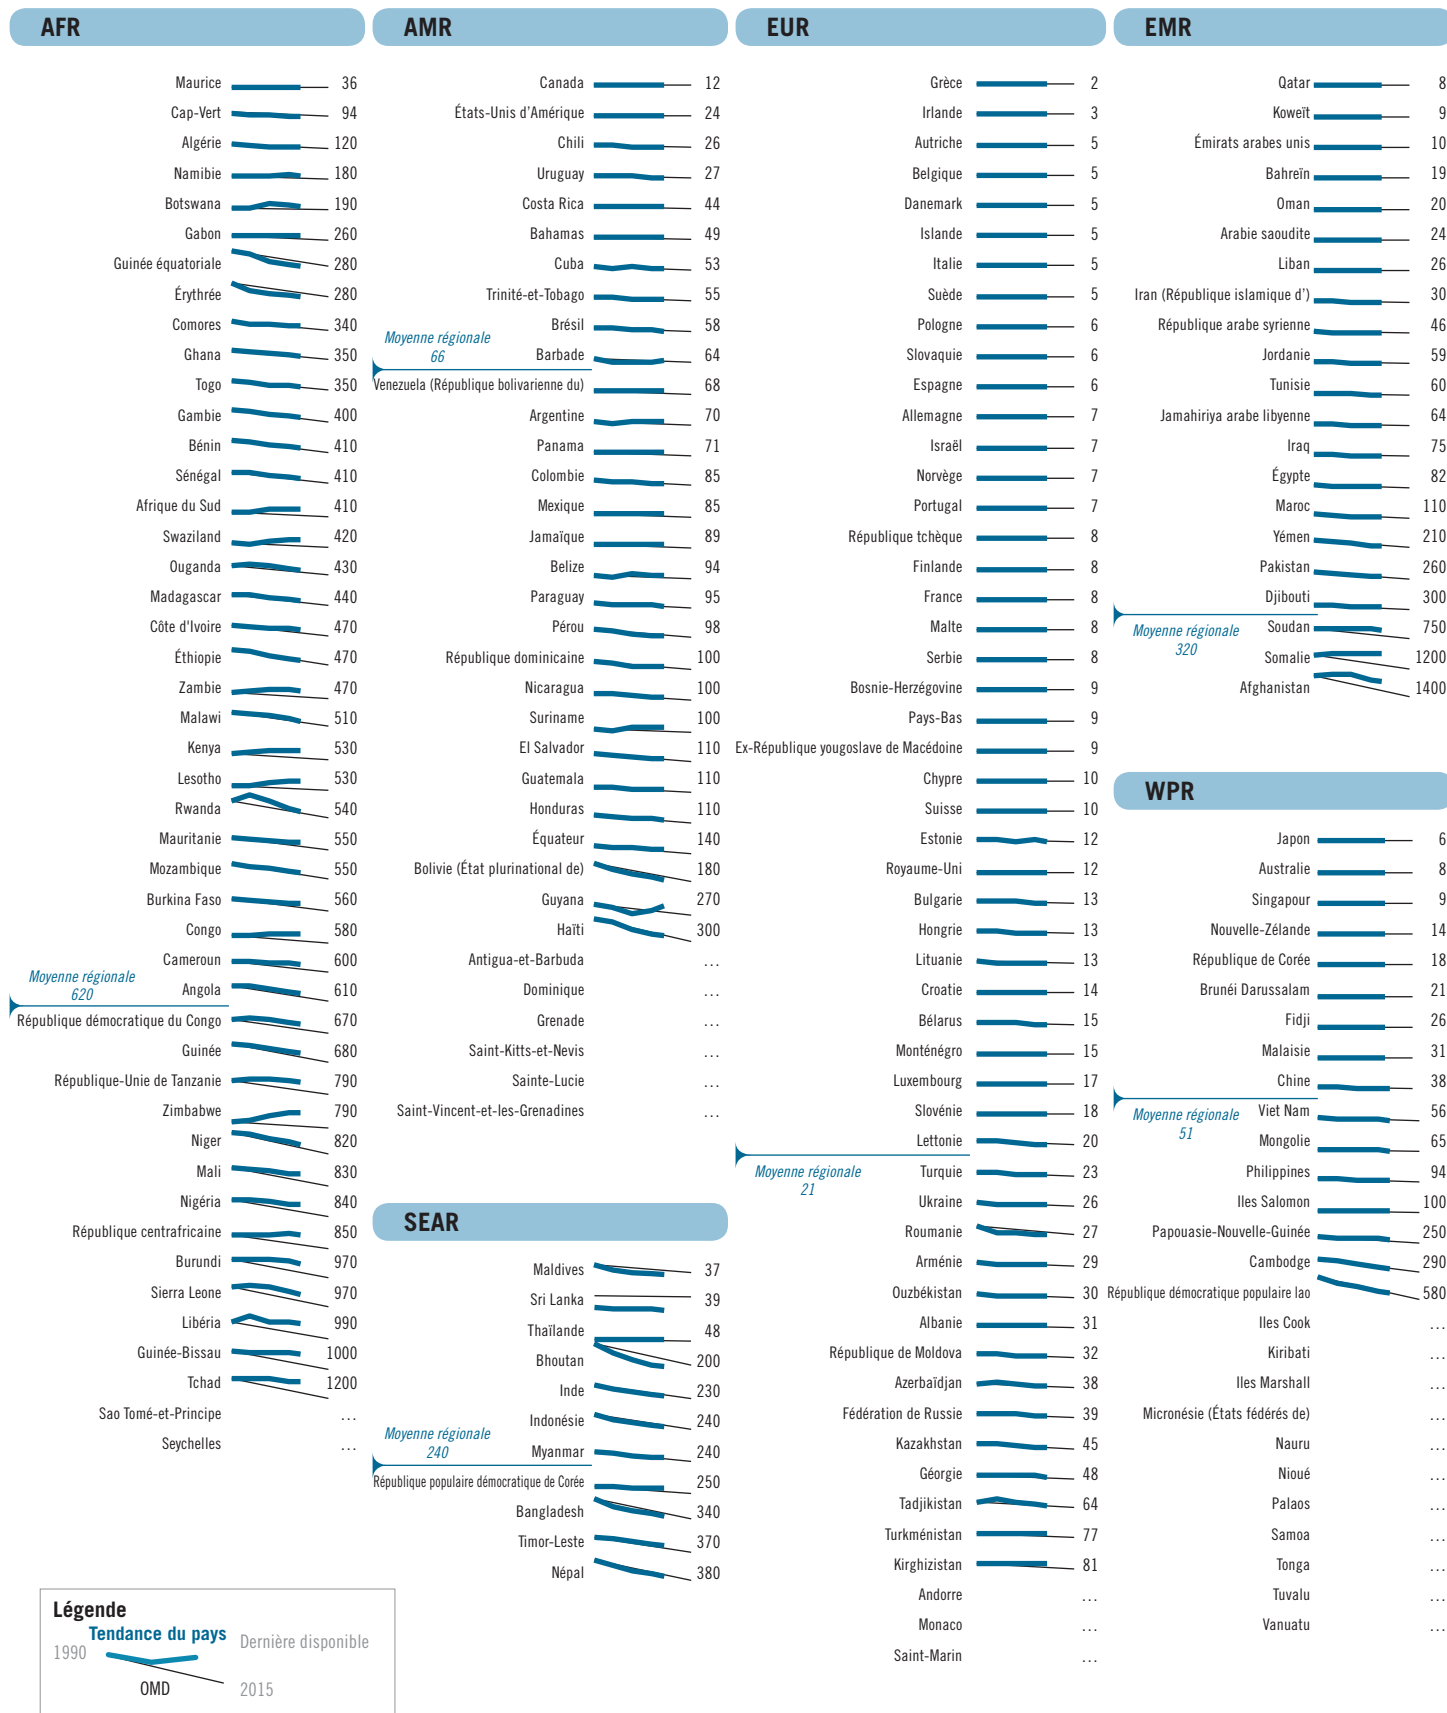 AFR
Maurice 36
Cap-Vert 94
Algérie 120
Namibie 180
Botswana 190
Gabon 260
Guinée équatoriale 280
Érythrée 280
Comores 340
Ghana 350
Togo 350
Gambie 400
Bénin 410
Sénégal 410
Afrique du Sud 410
Swaziland 420
Ouganda 430
Madagascar 440
Côte d'Ivoire 470
Éthiopie 470
Zambie 470
Malawi 510
Kenya 530
Lesotho 530
Rwanda 540
Mauritanie 550
Mozambique 550
Burkina Faso 560
Congo 580
Cameroun 600
Moyenne régionale
620
Angola 610
République démocratique du Congo 670
Guinée 680
République-Unie de Tanzanie 790
Zimbabwe 790
Niger 820
Mali 830
Nigéria 840
République centrafricaine 850
Burundi 970
Sierra Leone 970
Libéria 990
Guinée-Bissau 1000
Tchad 1200
Sao Tomé-et-Principe ...
Seychelles ...
AMR
Canada 12
États-Unis d'Amérique 24
Chili 26
Uruguay 27
Costa Rica 44
Bahamas 49
Cuba 53
Trinité-et-Tobago 55
Brésil 58
Moyenne régionale
66
Barbade 64
Venezuela (République bolivarienne du) 68
Argentine 70
Panama 71
Colombie 85
Mexique 85
Jamaïque 89
Belize 94
Paraguay 95
Pérou 98
République dominicaine 100
Nicaragua 100
Suriname 100
El Salvador 110
Guatemala 110
Honduras 110
Équateur 140
Bolivie (État plurinational de) 180
Guyana 270
Haïti 300
Antigua-et-Barbuda ...
Dominique ...
Grenade ...
Saint-Kitts-et-Nevis ...
Sainte-Lucie ...
Saint-Vincent-et-les-Grenadines ...
SEAR
Maldives 37
Sri Lanka 39
Thaïlande 48
Bhoutan 200
Inde 230
Indonésie 240
Moyenne régionale
240
Myanmar 240
République populaire démocratique de Corée 250
Bangladesh 340
Timor-Leste 370
Népal 380
EUR
Grèce 2
Irlande 3
Autriche 5
Belgique 5
Danemark 5
Islande 5
Italie 5
Suède 5
Pologne 6
Slovaquie 6
Espagne 6
Allemagne 7
Israël 7
Norvège 7
Portugal 7
République tchèque 8
Finlande 8
France 8
Malte 8
Serbie 8
Bosnie-Herzégovine 9
Pays-Bas 9
Ex-République yougoslave de Macédoine 9
Chypre 10
Suisse 10
Estonie 12
Royaume-Uni 12
Bulgarie 13
Hongrie 13
Lituanie 13
Croatie 14
Bélarus 15
Monténégro 15
Luxembourg 17
Slovénie 18
Lettonie 20
Moyenne régionale
21
Turquie 23
Ukraine 26
Roumanie 27
Arménie 29
Ouzbékistan 30
Albanie 31
République de Moldova 32
Azerbaïdjan 38
Fédération de Russie 39
Kazakhstan 45
Géorgie 48
Tadjikistan 64
Turkménistan 77
Kirghizistan 81
Andorre ...
Monaco ...
Saint-Marin ...
EMR
Qatar 8
Koweït 9
Émirats arabes unis 10
Bahreïn 19
Oman 20
Arabie saoudite 24
Liban 26
Iran (République islamique d') 30
République arabe syrienne 46
Jordanie 59
Tunisie 60
Jamahiriya arabe libyenne 64
Iraq 75
Égypte 82
Maroc 110
Yémen 210
Pakistan 260
Djibouti 300
Moyenne régionale
320
Soudan 750
Somalie 1200
Afghanistan 1400
WPR
Japon 6
Australie 8
Singapour 9
Nouvelle-Zélande 14
République de Corée 18
Brunéi Darussalam 21
Fidji 26
Malaisie 31
Chine 38
Moyenne régionale
51
Viet Nam 56
Mongolie 65
Philippines 94
Iles Salomon 100
Papouasie-Nouvelle-Guinée 250
Cambodge 290
République démocratique populaire lao 580
Iles Cook ...
Kiribati ...
Iles Marshall ...
Micronésie (États fédérés de) ...
Nauru ...
Nioué ...
Palaos ...
Samoa ...
Tonga ...
Tuvalu ...
Vanuatu ...
Légende
Tendance du pays
1990
Dernière disponible
OMD
2015